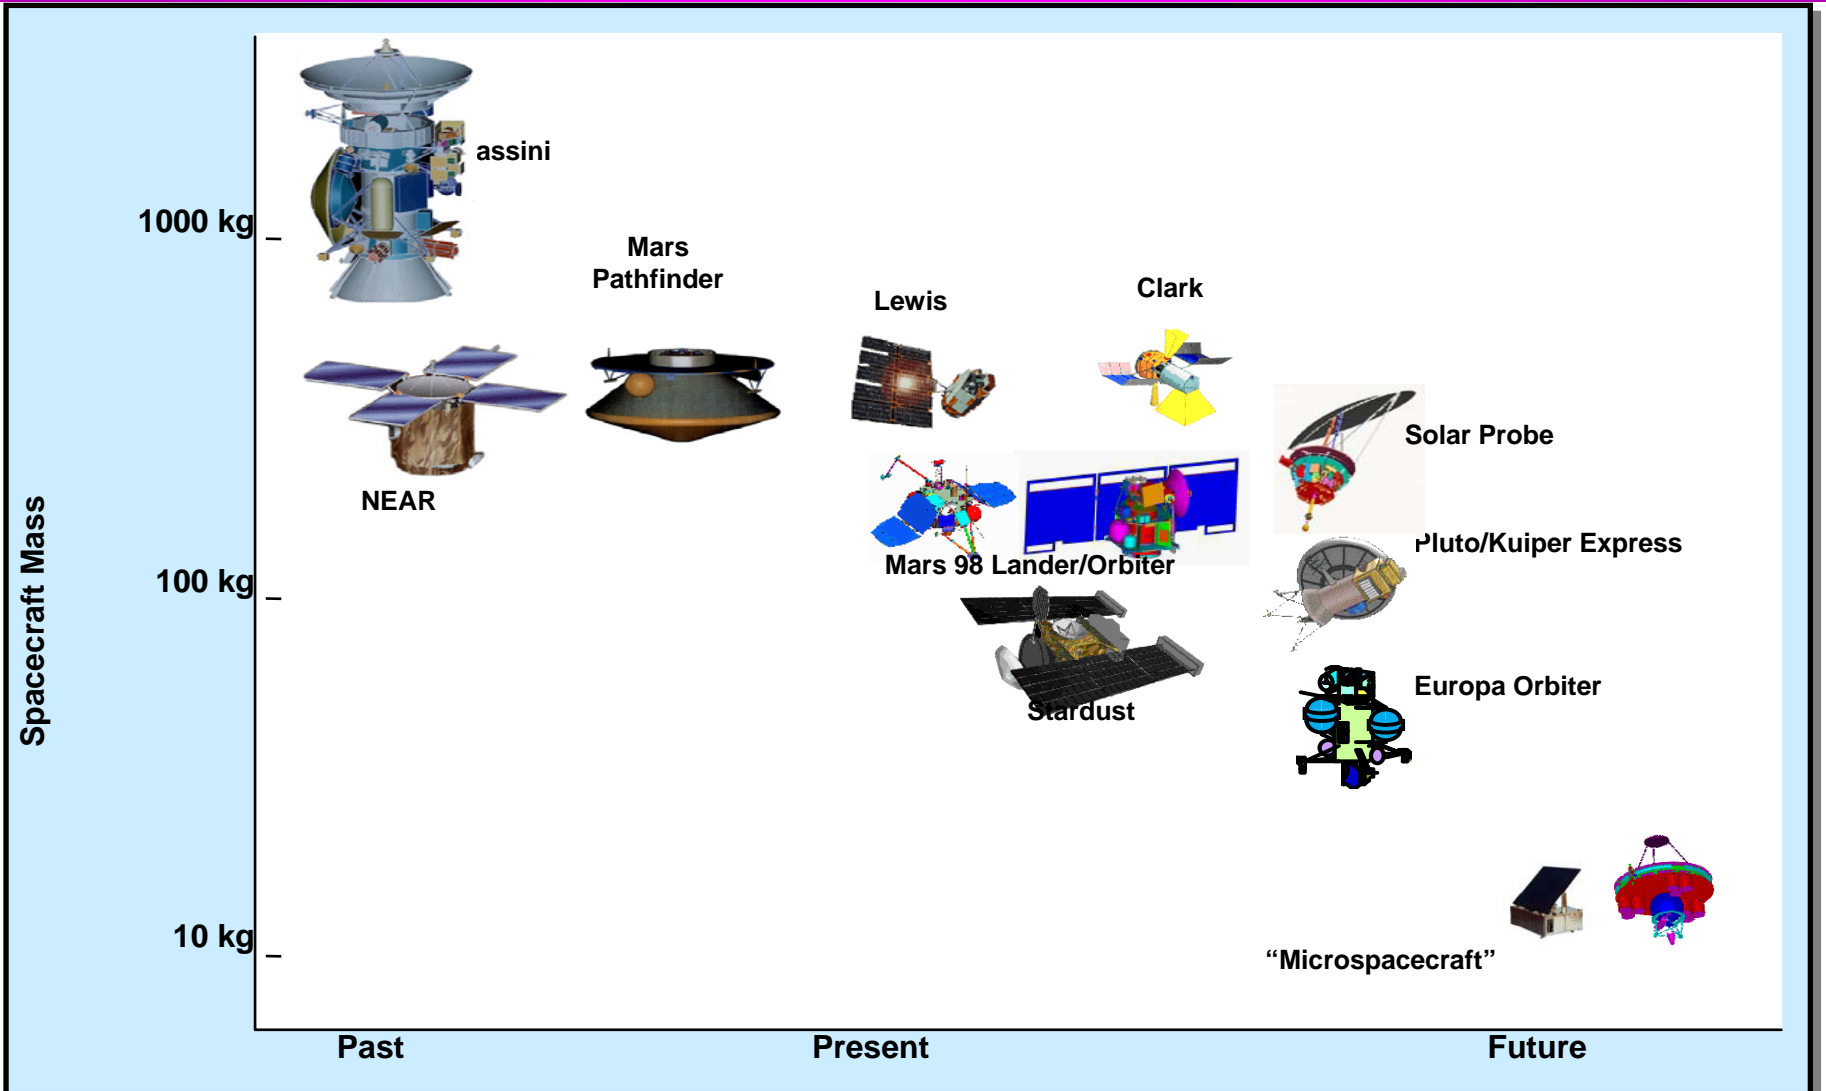 assini
1000 kg
Mars
Pathfinder
Lewis
Clark
Solar Probe
NEAR
Pluto/Kuiper Express
Mars 98 Lander/Orbiter
100 kg
Spacecraft Mass
Europa Orbiter
Stardust
10 kg
“Microspacecraft”
Past
Present
Future